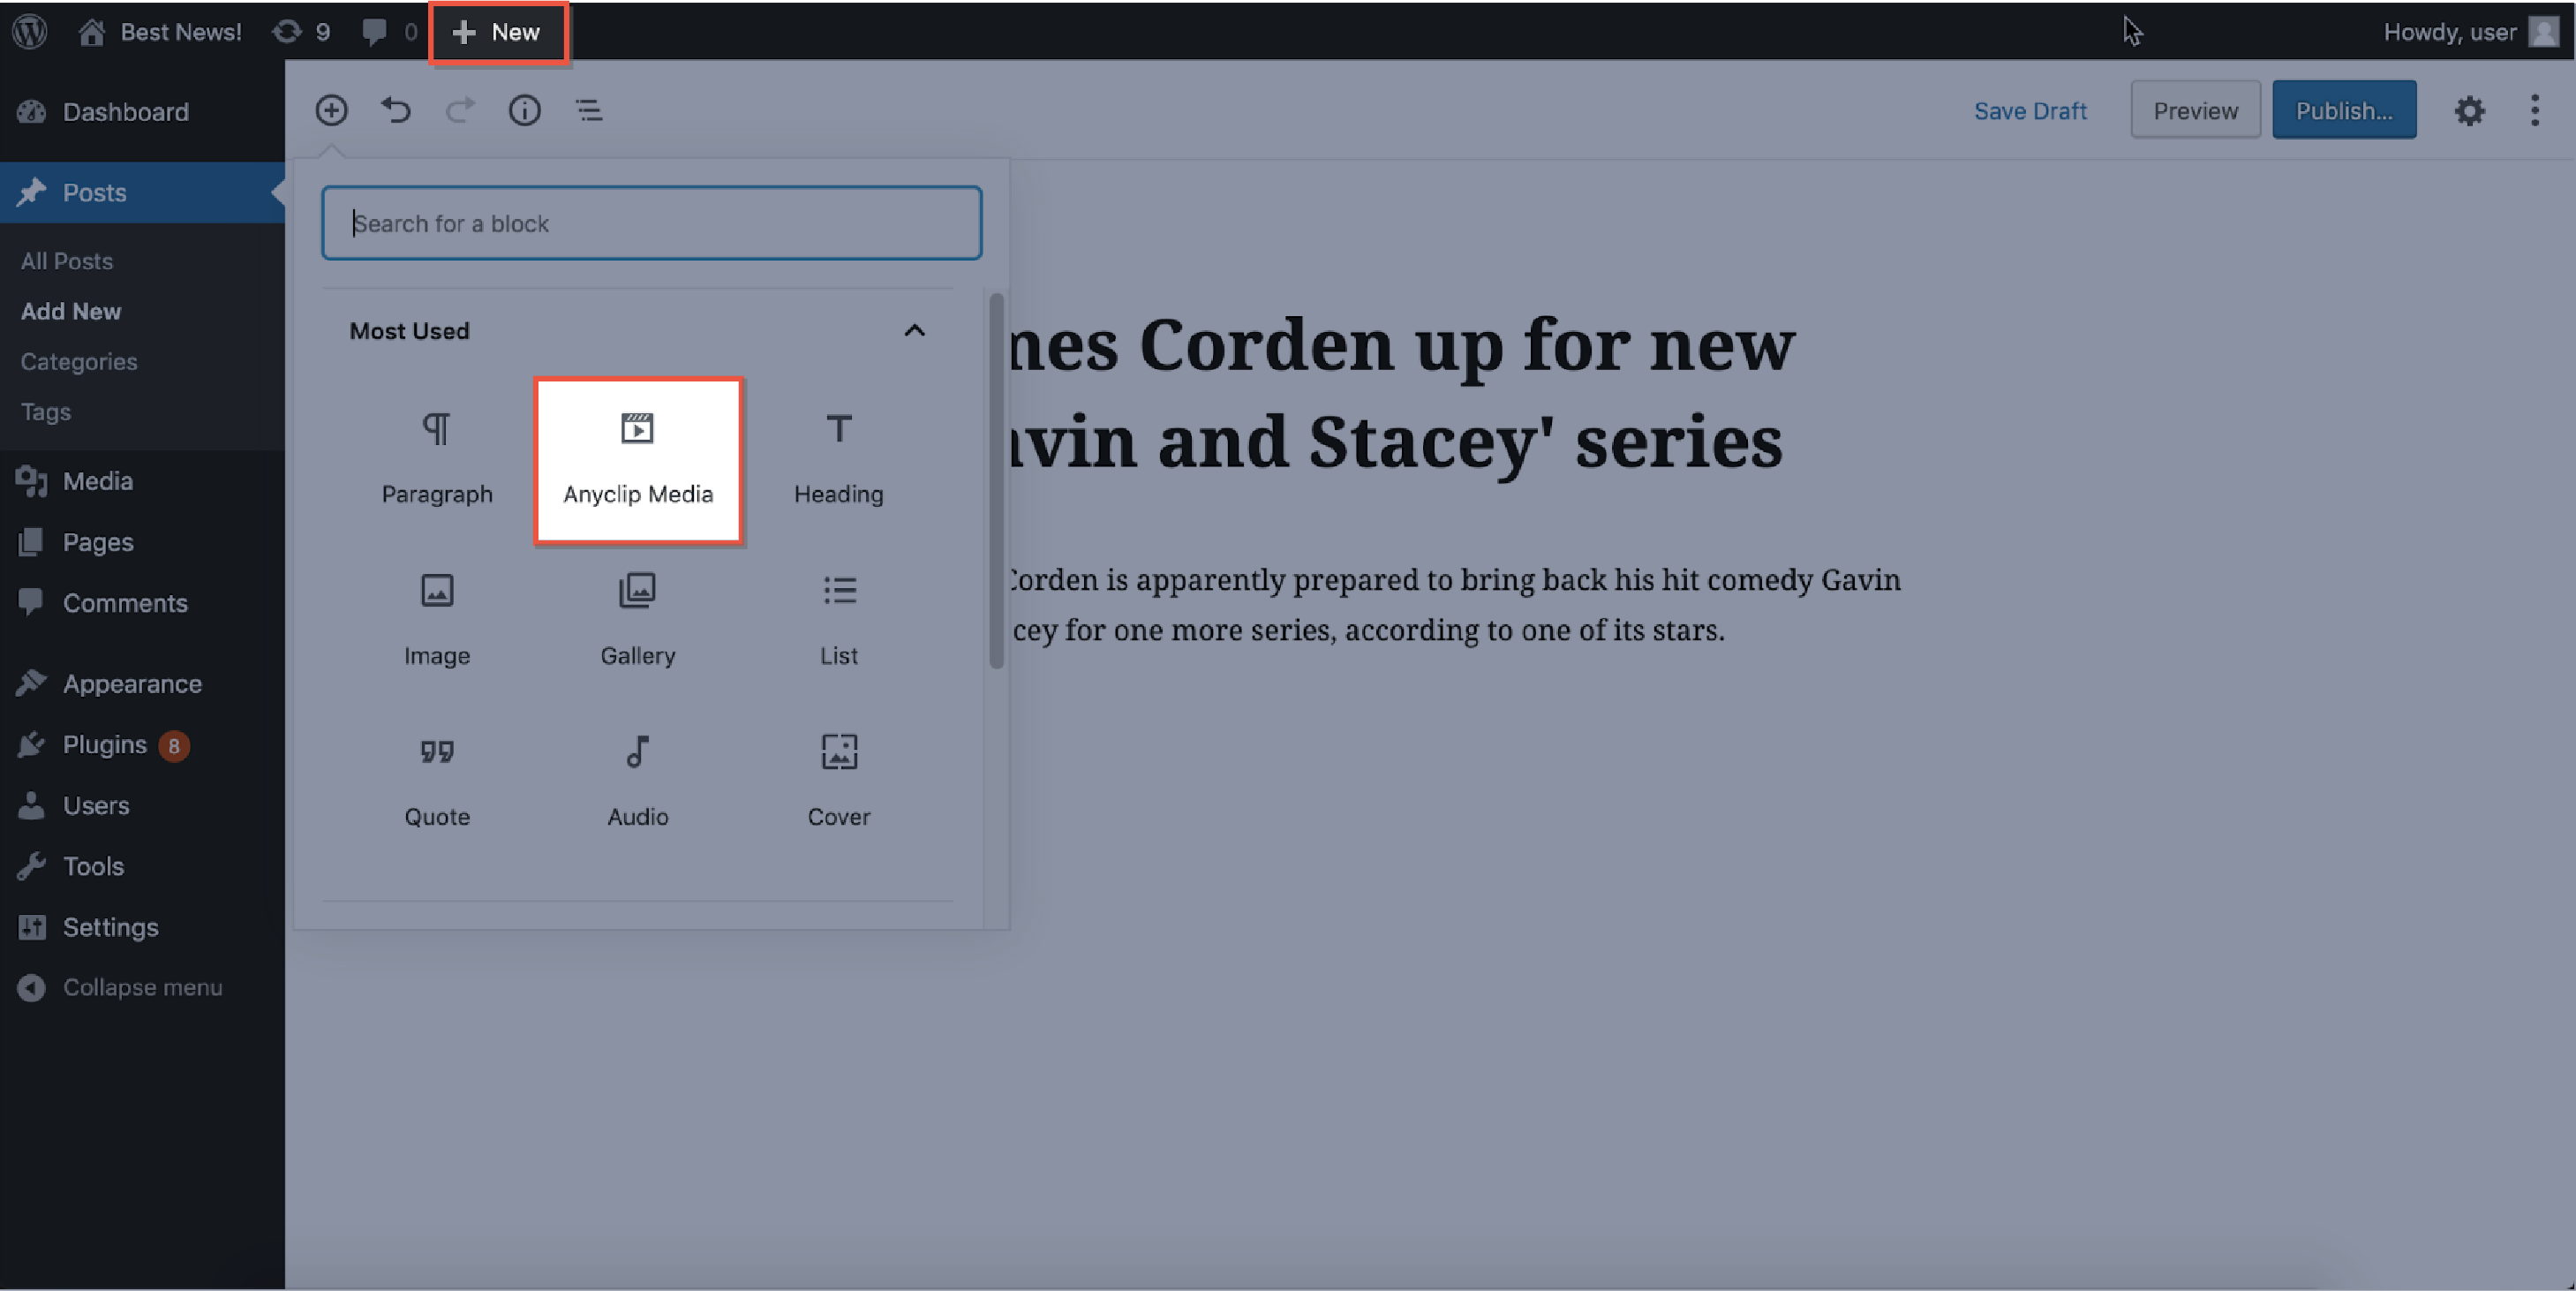 Best News! 9 0 New Howdy, user
Dashboard
Posts
All Posts
Add New
Categories
Tags
Media
Pages
Comments
Appearance
Plugins 8
Users
Tools
Settings
Collapse menu
Save Draft Preview Publish...
Search for a block
Most Used
Paragraph Anyclip Media Heading
Image Gallery List
Quote Audio Cover
nes Corden up for new
avin and Stacey' series
Corden is apparently prepared to bring back his hit comedy Gavin
cey for one more series, according to one of its stars.